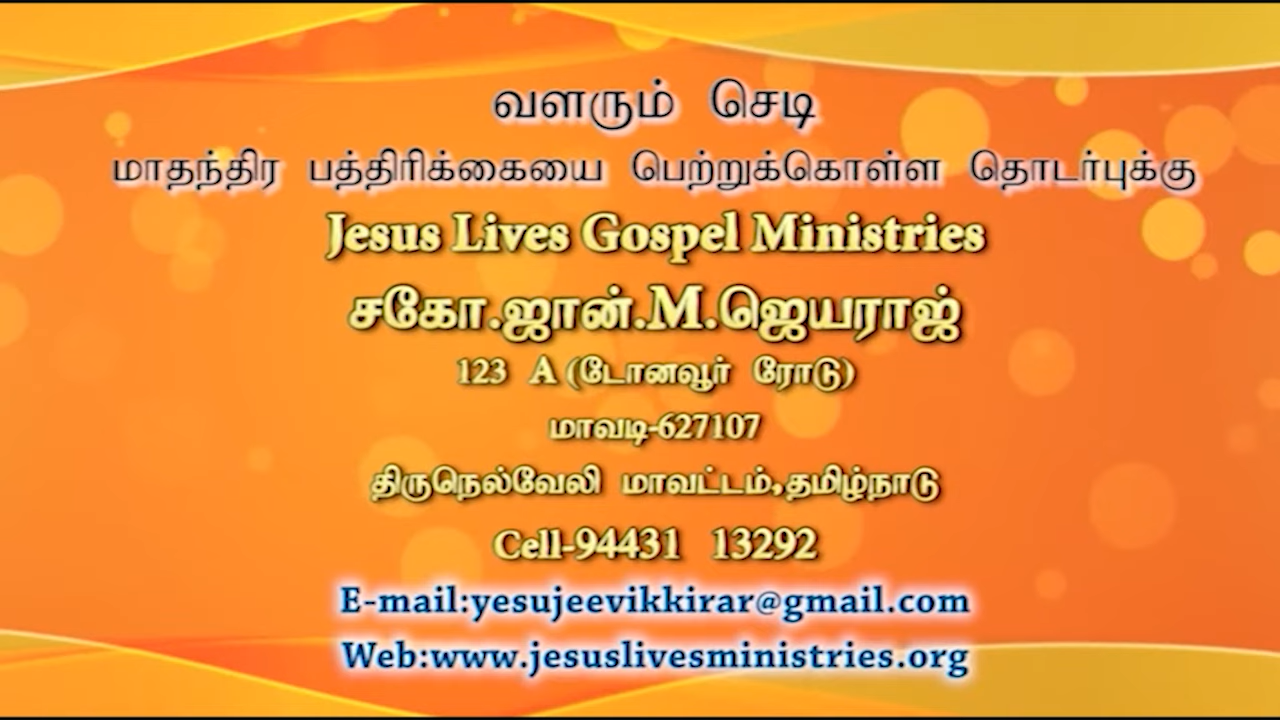 வளரும் செடி
மாதந்திர பத்திரிக்கையை பெற்றுக்கொள்ள தொடர்புக்கு
Jesus Lives Gospel Ministries
சகோ.ஜான்.M.ஜெயராஜ்
123 A (டோனவூர் ரோடு)
மாவடி-627107
திருநெல்வேலி மாவட்டம்,தமிழ்நாடு
Cell-94431 13292
E-mail:yesujeevikkirar@gmail.com
Web:www.jesuslivesministries.org